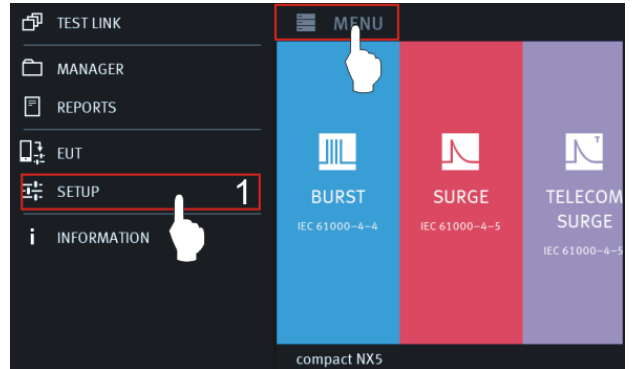 TEST LINK
MANAGER
REPORTS
EUT
SETUP 1
INFORMATION
MENU
BURST
IEC 61000-4-4
SURGE
IEC 61000-4-5
T
TELECOM
SURGE
IEC 61000-4-5
compact NX5